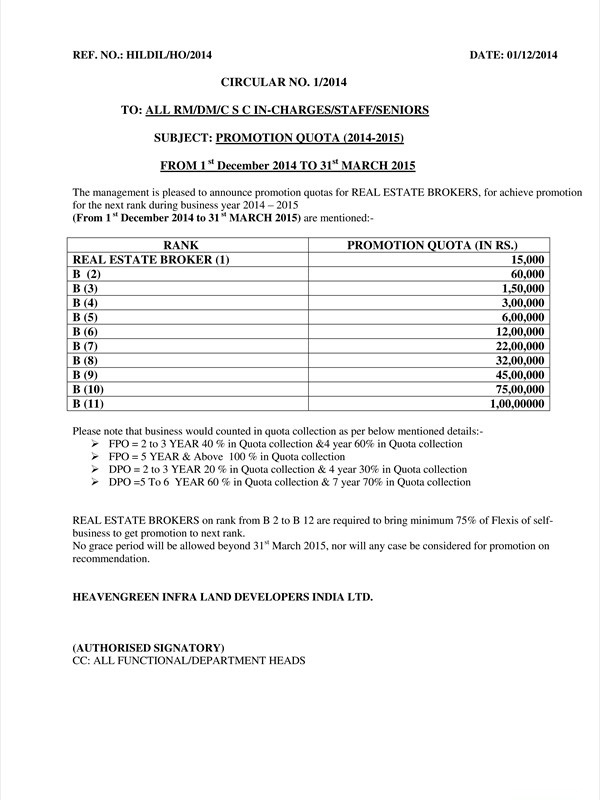 REF. NO.: HILDIL/HO/2014 DATE: 01/12/2014
CIRCULAR NO. 1/2014
TO: ALL RM/DM/C S C IN-CHARGES/STAFF/SENIORS
SUBJECT: PROMOTION QUOTA (2014-2015)
FROM 1st December 2014 TO 31st MARCH 2015
The management is pleased to announce promotion quotas for REAL ESTATE BROKERS, for achieve promotion
for the next rank during business year 2014 – 2015
(From 1st December 2014 to 31st MARCH 2015) are mentioned:-
RANK PROMOTION QUOTA (IN RS.)
REAL ESTATE BROKER (1) 15,000
B (2) 60,000
B (3) 1,50,000
B (4) 3,00,000
B (5) 6,00,000
B (6) 12,00,000
B (7) 22,00,000
B (8) 32,00,000
B (9) 45,00,000
B (10) 75,00,000
B (11) 1,00,00000
Please note that business would counted in quota collection as per below mentioned details:-
➢ FPO = 2 to 3 YEAR 40 % in Quota collection &4 year 60% in Quota collection
➢ FPO = 5 YEAR & Above 100 % in Quota collection
➢ DPO = 2 to 3 YEAR 20 % in Quota collection & 4 year 30% in Quota collection
➢ DPO =5 To 6 YEAR 60 % in Quota collection & 7 year 70% in Quota collection
REAL ESTATE BROKERS on rank from B 2 to B 12 are required to bring minimum 75% of Flexis of self-
business to get promotion to next rank.
No grace period will be allowed beyond 31st March 2015, nor will any case be considered for promotion on
recommendation.
HEAVENGREEN INFRA LAND DEVELOPERS INDIA LTD.
(AUTHORISED SIGNATORY)
CC: ALL FUNCTIONAL/DEPARTMENT HEADS